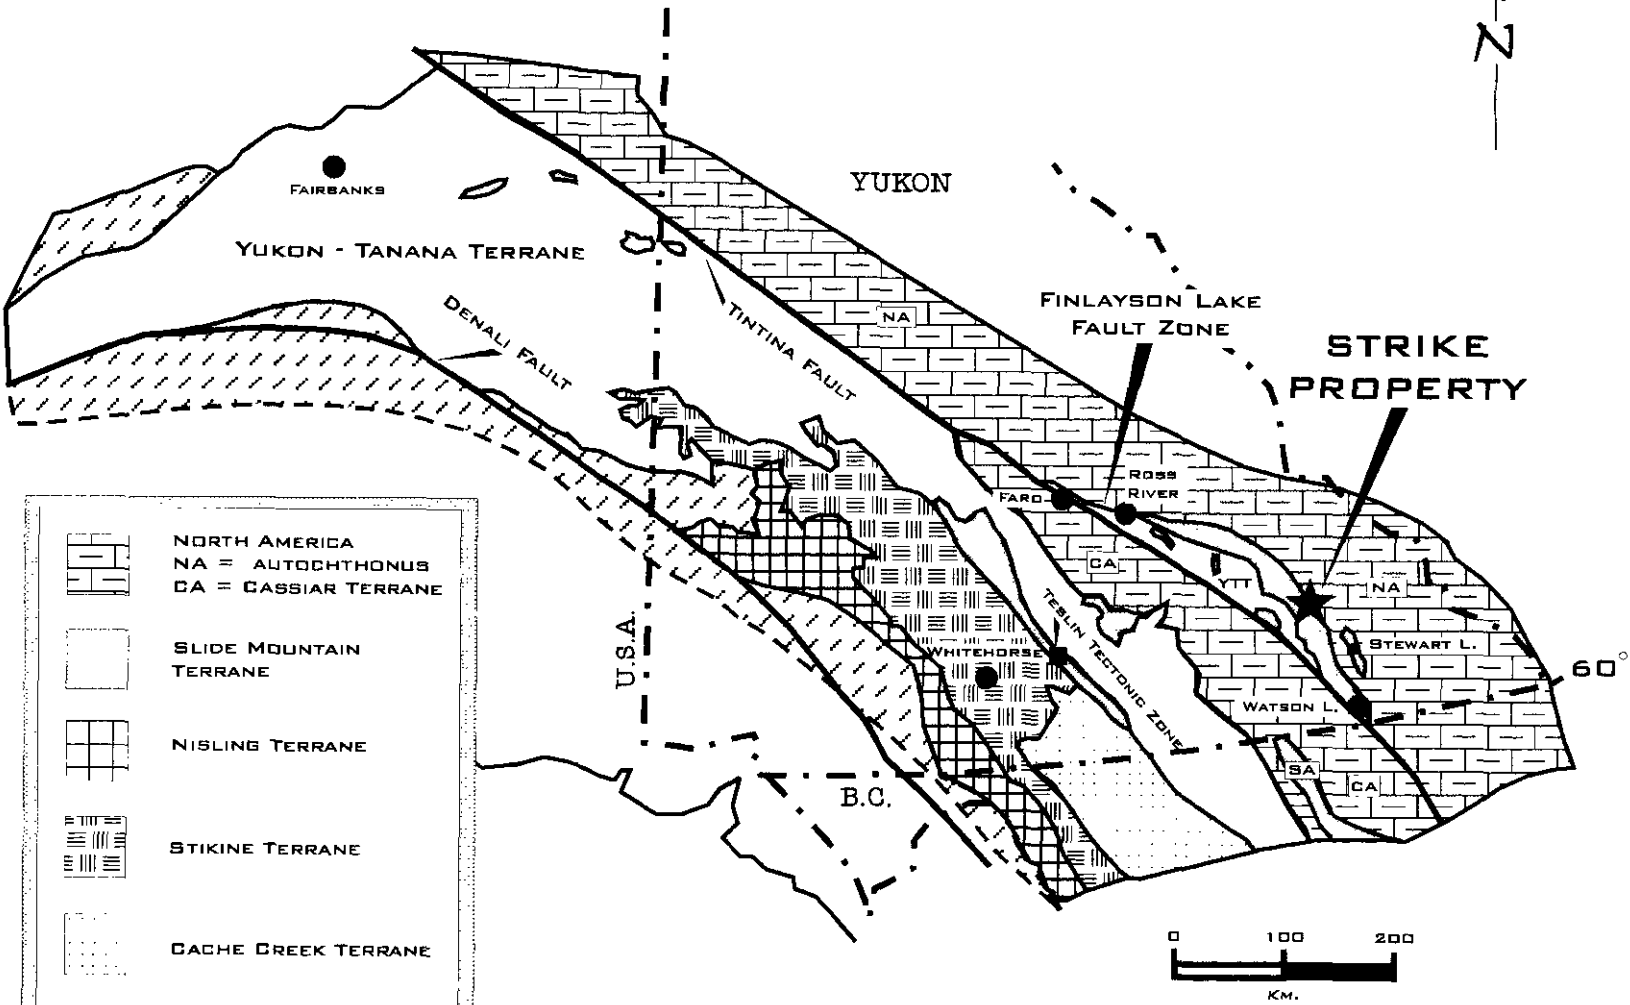 N
YUKON
FAIRBANKS
YUKON - TANANA TERRANE
DENALI FAULT
TINTINA FAULT
NA
FINLAYSON LAKE
FAULT ZONE
STRIKE
PROPERTY
ROSS
RIVER
FARO
CA
YTT
NA
STEWART L.
TESLIN TECTONIC ZONE
WHITEHORSE
U.S.A.
WATSON L.
60°
SA
CA
B.C.
NORTH AMERICA
NA = AUTOCHTHONUS
CA = CASSIAR TERRANE
SLIDE MOUNTAIN
TERRANE
NISLING TERRANE
STIKINE TERRANE
CACHE CREEK TERRANE
0 100 200
KM.